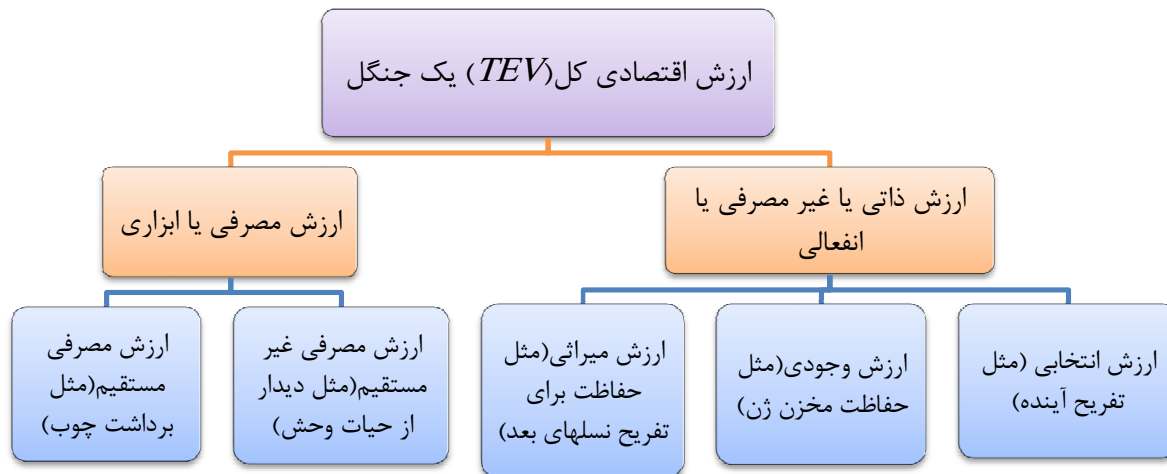 ارزش اقتصادی کل(TEV) یک جنگل
ارزش ذاتی یا غیر مصرفی یا
انفعالی
ارزش مصرفی یا ابزاری
ارزش انتخابی (مثل
تفریح آینده)
ارزش وجودی(مثل
حفاظت مخزن ژن)
ارزش میراثی(مثل
حفاظت برای
تفریح نسلهای بعد)
ارزش مصرفی غیر
مستقیم(مثل دیدار
از حیات وحش)
ارزش مصرفی
مستقیم(مثل
برداشت چوب)